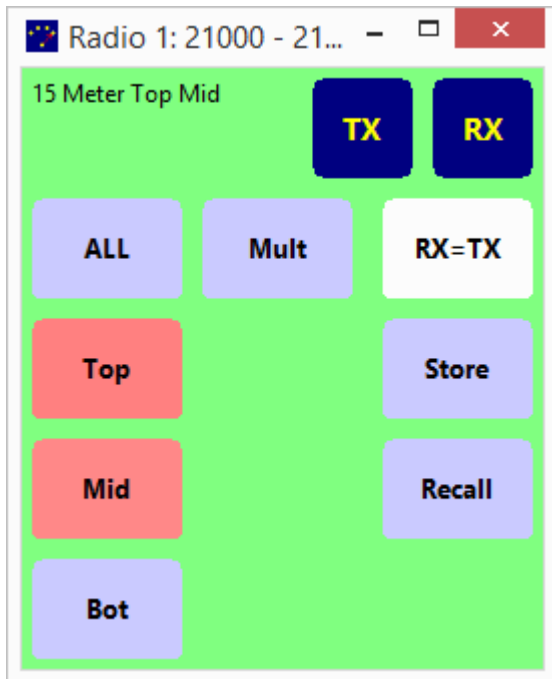 Radio 1: 21000 - 21...
15 Meter Top Mid
TX RX
ALL Mult RX=TX
Top Store
Mid Recall
Bot